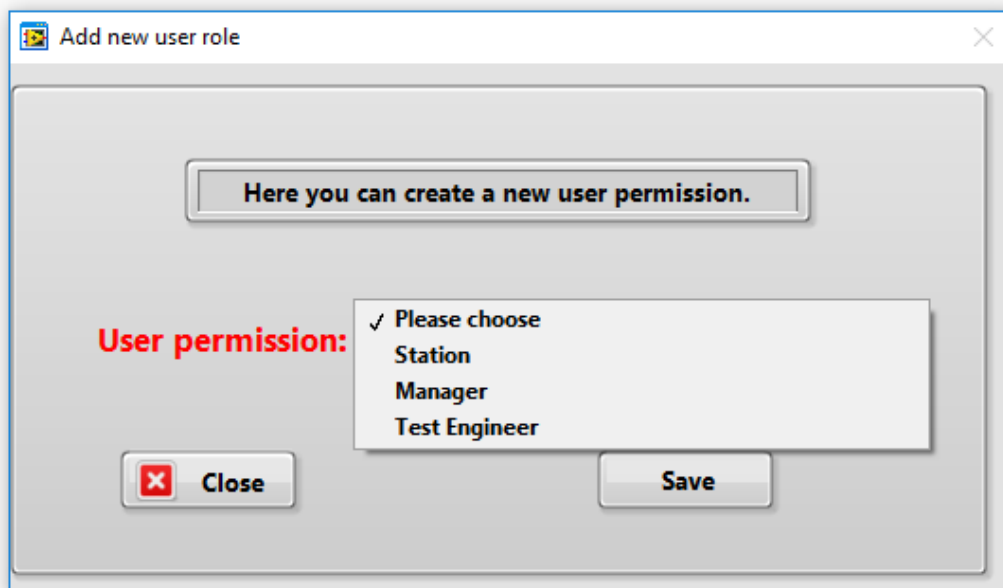 Add new user role
Here you can create a new user permission.
User permission:
Please choose
Station
Manager
Test Engineer
Close
Save